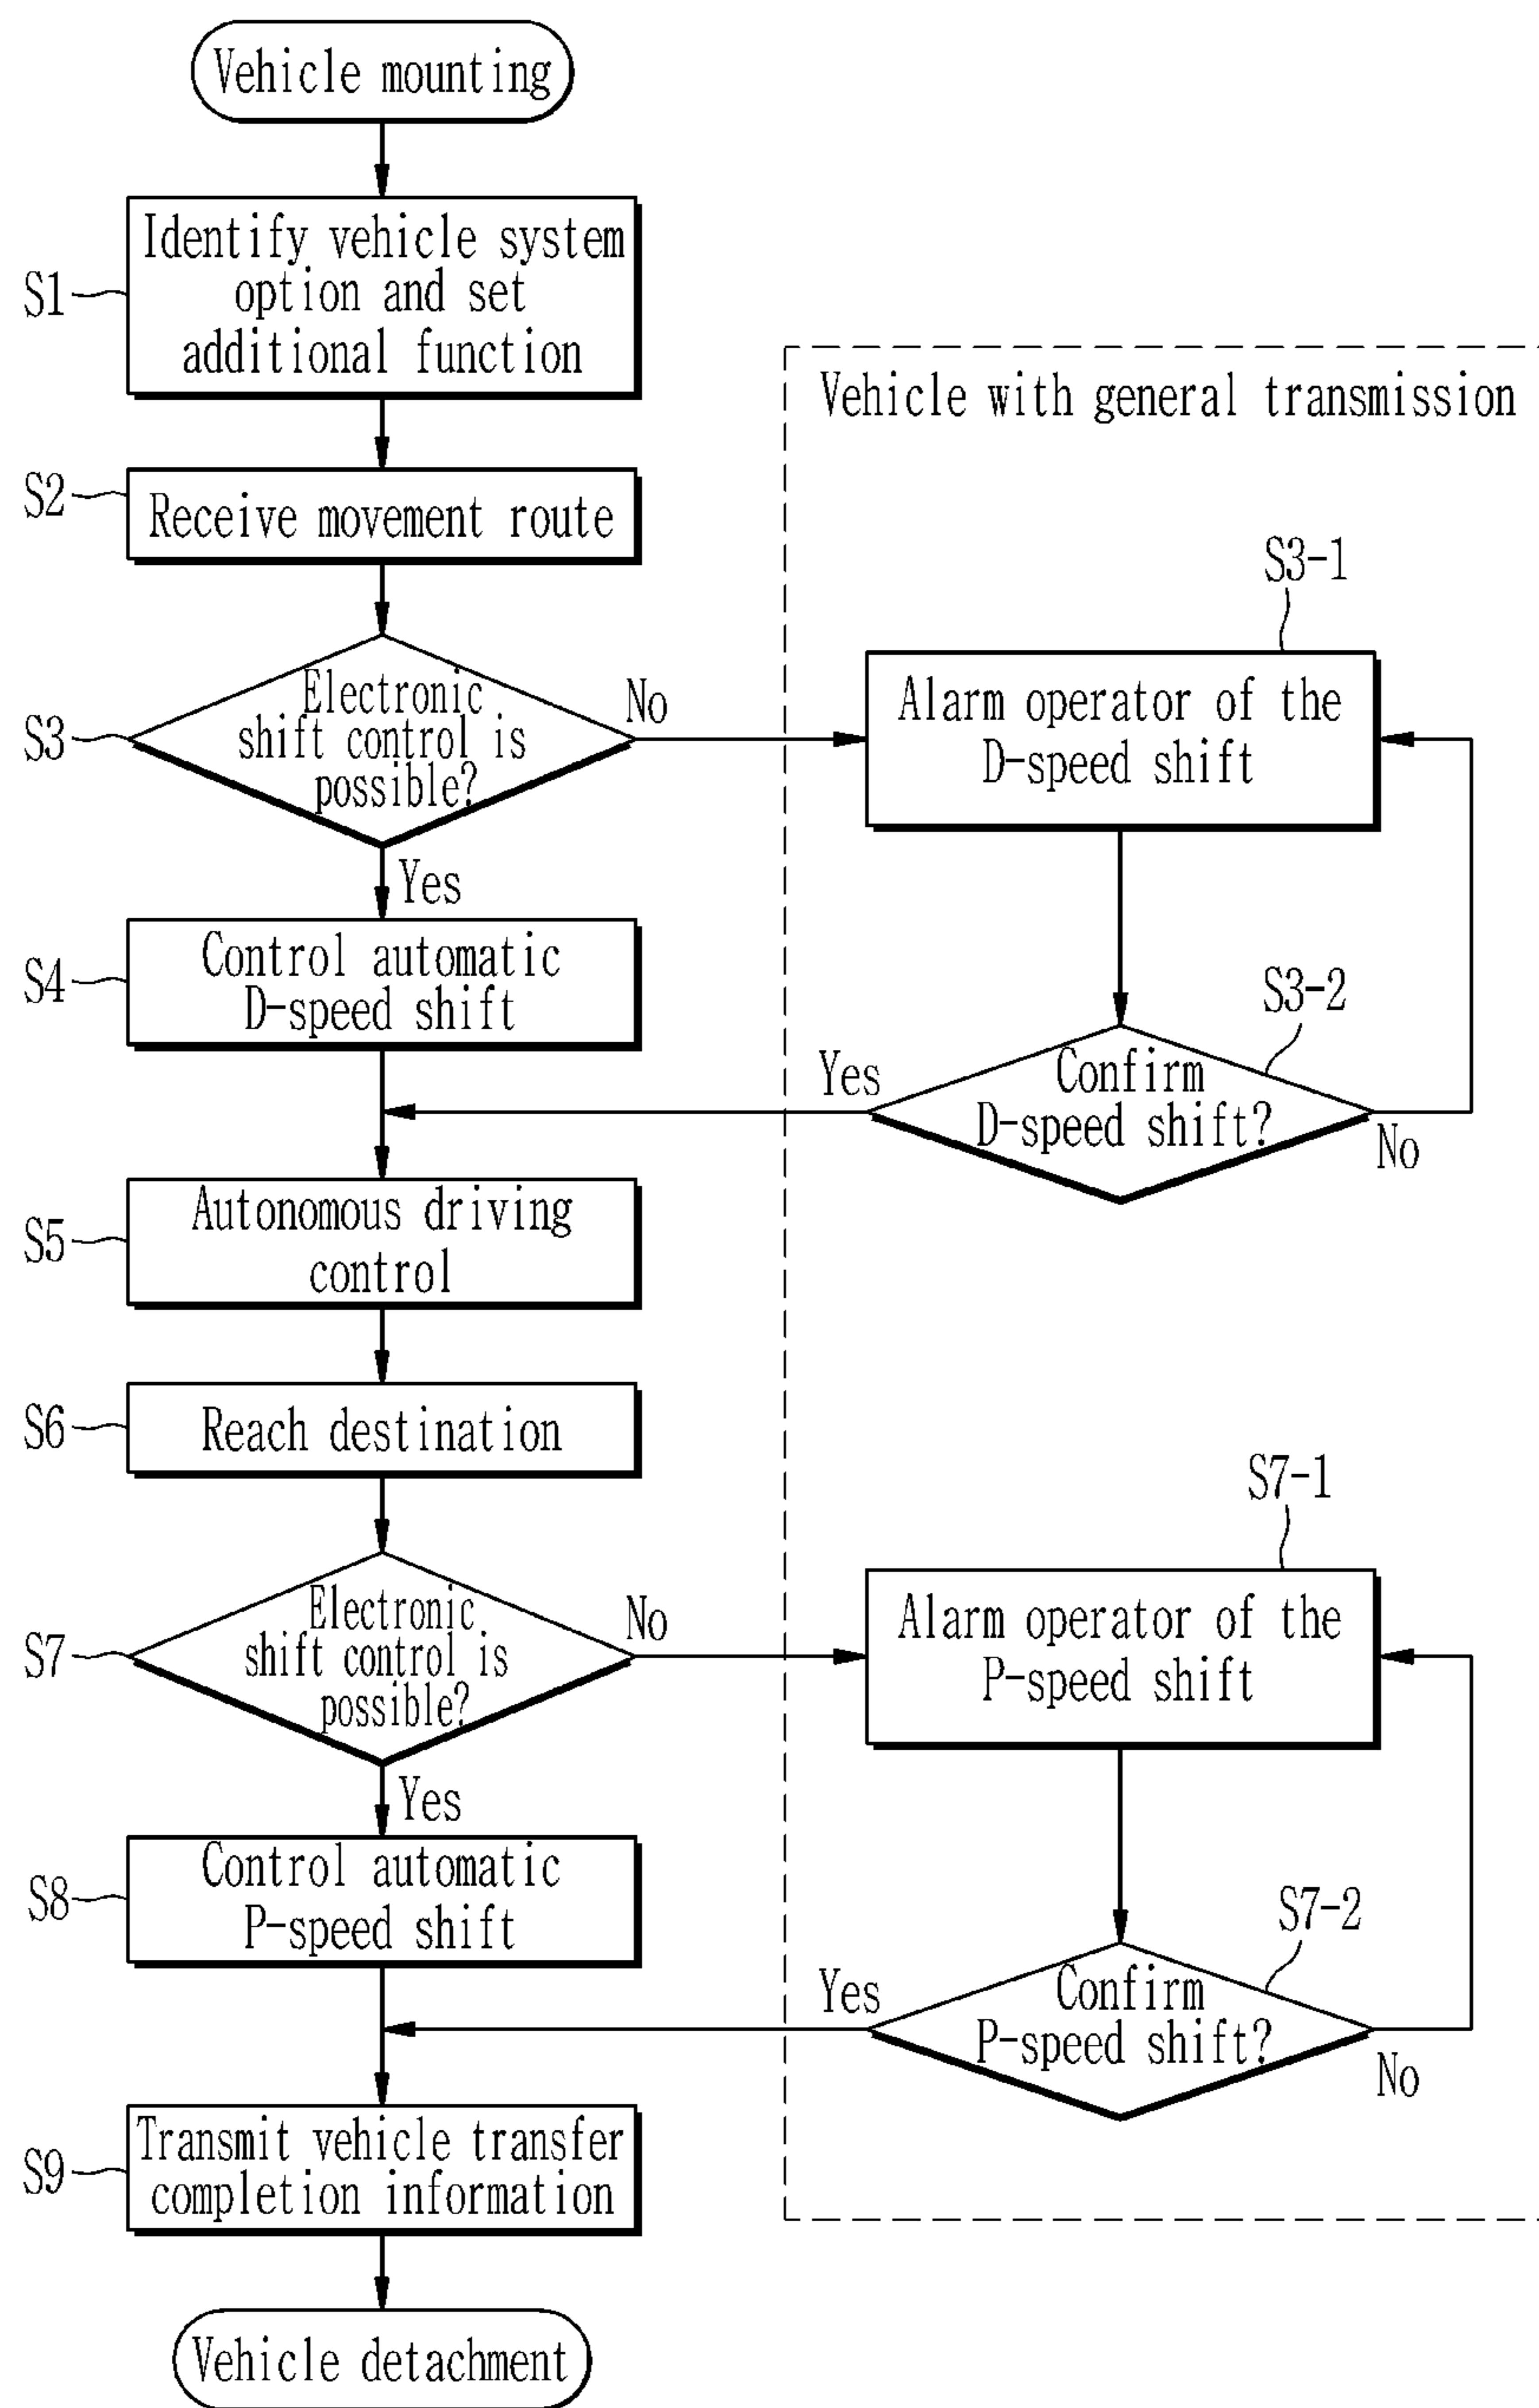 Vehicle mounting
S1
Identify vehicle system
option and set
additional function
Vehicle with general transmission
S2
Receive movement route
S3
Electronic
shift control is
possible?
No
Yes
S3-1
Alarm operator of the
D-speed shift
S4
Control automatic
D-speed shift
S3-2
Confirm
D-speed shift?
Yes
No
S5
Autonomous driving
control
S6
Reach destination
S7
Electronic
shift control is
possible?
No
Yes
S7-1
Alarm operator of the
P-speed shift
S8
Control automatic
P-speed shift
S7-2
Confirm
P-speed shift?
Yes
No
S9
Transmit vehicle transfer
completion information
Vehicle detachment